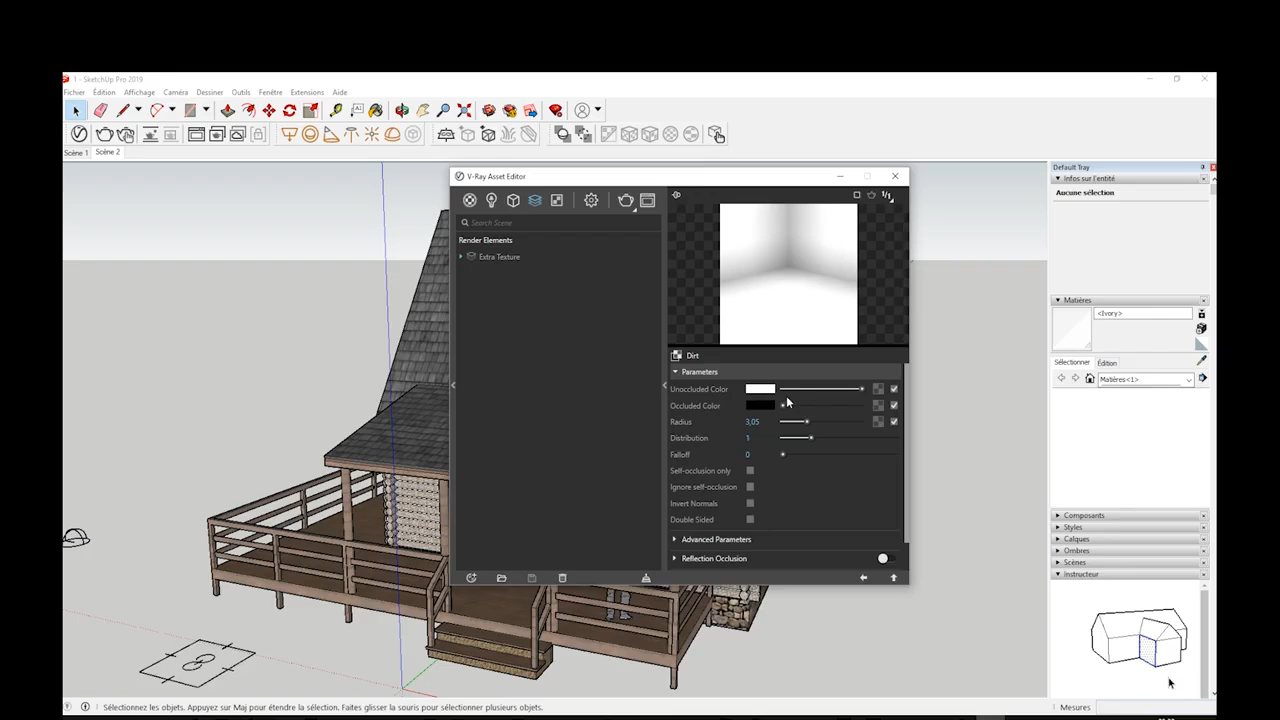 1 - SketchUp Pro 2019
Fichier Édition Affichage Caméra Dessiner Outils Fenêtre Extensions Aide
Scène 1 Scène 2
V-Ray Asset Editor
1/1
Search Scene
Render Elements
Extra Texture
Dirt
Parameters
Unoccluded Color
Occluded Color
Radius 3,05
Distribution 1
Falloff 0
Self-occlusion only
Ignore self-occlusion
Invert Normals
Double Sided
Advanced Parameters
Reflection Occlusion
Default Tray
Infos sur l'entité
Aucune sélection
Matières
<Ivory>
Sélectionner Édition
Matières<1>
Composants
Styles
Calques
Ombres
Scènes
Instructeur
Sélectionnez les objets. Appuyez sur Maj pour étendre la sélection. Faites glisser la souris pour sélectionner plusieurs objets.
Mesures